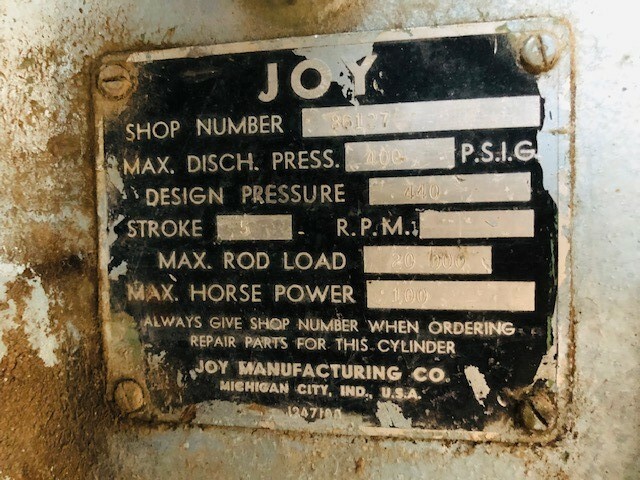 JOY
SHOP NUMBER 86127
MAX. DISCH. PRESS. 400 P.S.I.G.
DESIGN PRESSURE 440
STROKE 5 - R.P.M.
MAX. ROD LOAD 20 000
MAX. HORSE POWER 100
ALWAYS GIVE SHOP NUMBER WHEN ORDERING
REPAIR PARTS FOR THIS CYLINDER
JOY MANUFACTURING CO.
MICHIGAN CITY, IND., U.S.A.